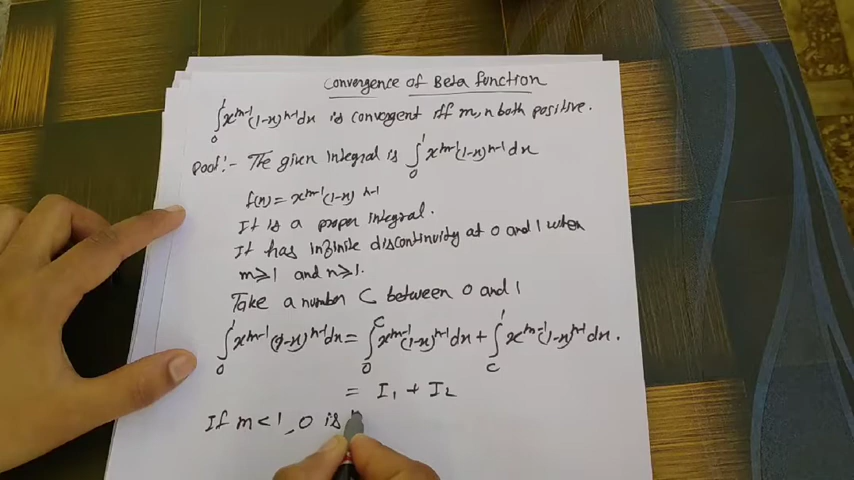 Convergence of Beta function
∫₀¹ x^{m-1}(1-x)^{n-1}dx is convergent iff m,n both positive.
Proof:- The given integral is ∫₀¹ x^{m-1}(1-x)^{n-1} dx
f(x) = x^{m-1}(1-x)^{n-1}
It is a proper integral.
It has infinite discontinuity at 0 and 1 when
m≥1 and n≥1.
Take a number C between 0 and 1
∫₀¹ x^{m-1}(1-x)^{n-1}dx = ∫₀^C x^{m-1}(1-x)^{n-1}dx + ∫_C¹ x^{m-1}(1-x)^{n-1}dx.
= I₁ + I₂
If m<1, 0 is